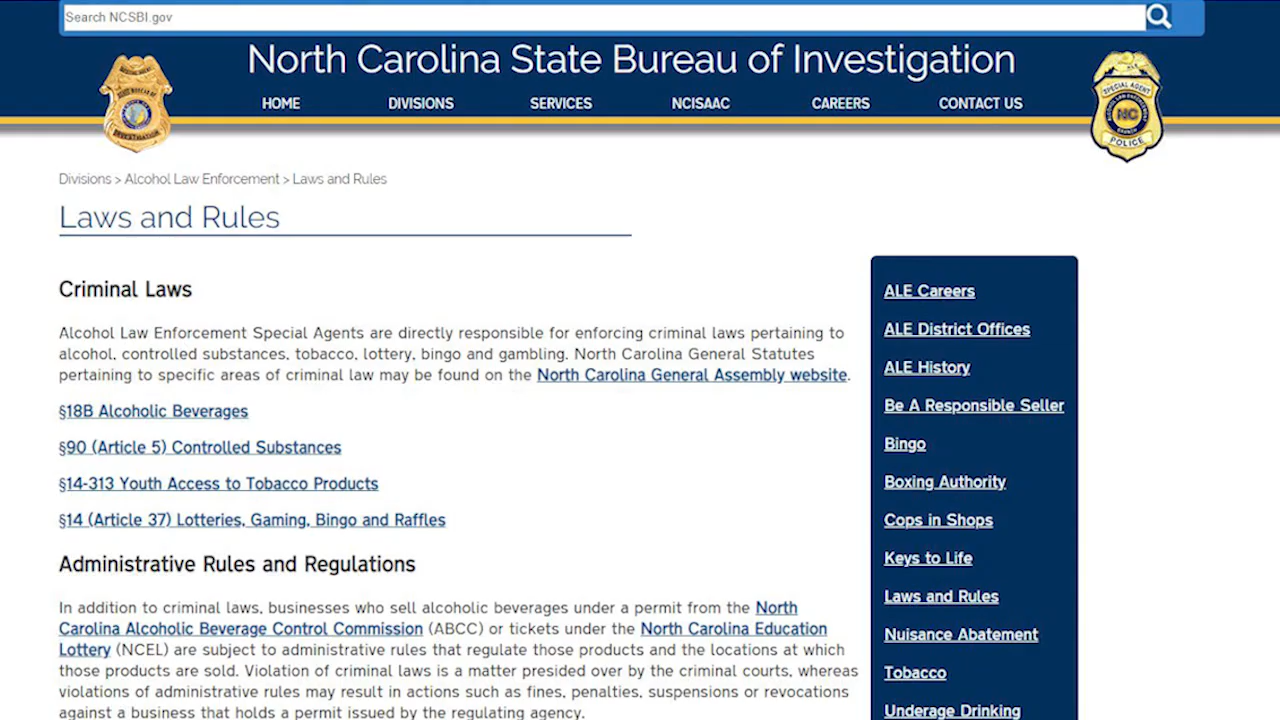 Search NCSBI.gov
North Carolina State Bureau of Investigation
HOME DIVISIONS SERVICES NCISAAC CAREERS CONTACT US
SPECIAL AGENT
NC
POLICE
Divisions > Alcohol Law Enforcement > Laws and Rules
Laws and Rules
Criminal Laws
Alcohol Law Enforcement Special Agents are directly responsible for enforcing criminal laws pertaining to
alcohol, controlled substances, tobacco, lottery, bingo and gambling. North Carolina General Statutes
pertaining to specific areas of criminal law may be found on the North Carolina General Assembly website.
§18B Alcoholic Beverages
§90 (Article 5) Controlled Substances
§14-313 Youth Access to Tobacco Products
§14 (Article 37) Lotteries, Gaming, Bingo and Raffles
Administrative Rules and Regulations
In addition to criminal laws, businesses who sell alcoholic beverages under a permit from the North
Carolina Alcoholic Beverage Control Commission (ABCC) or tickets under the North Carolina Education
Lottery (NCEL) are subject to administrative rules that regulate those products and the locations at which
those products are sold. Violation of criminal laws is a matter presided over by the criminal courts, whereas
violations of administrative rules may result in actions such as fines, penalties, suspensions or revocations
against a business that holds a permit issued by the regulating agency.
ALE Careers
ALE District Offices
ALE History
Be A Responsible Seller
Bingo
Boxing Authority
Cops in Shops
Keys to Life
Laws and Rules
Nuisance Abatement
Tobacco
Underage Drinking